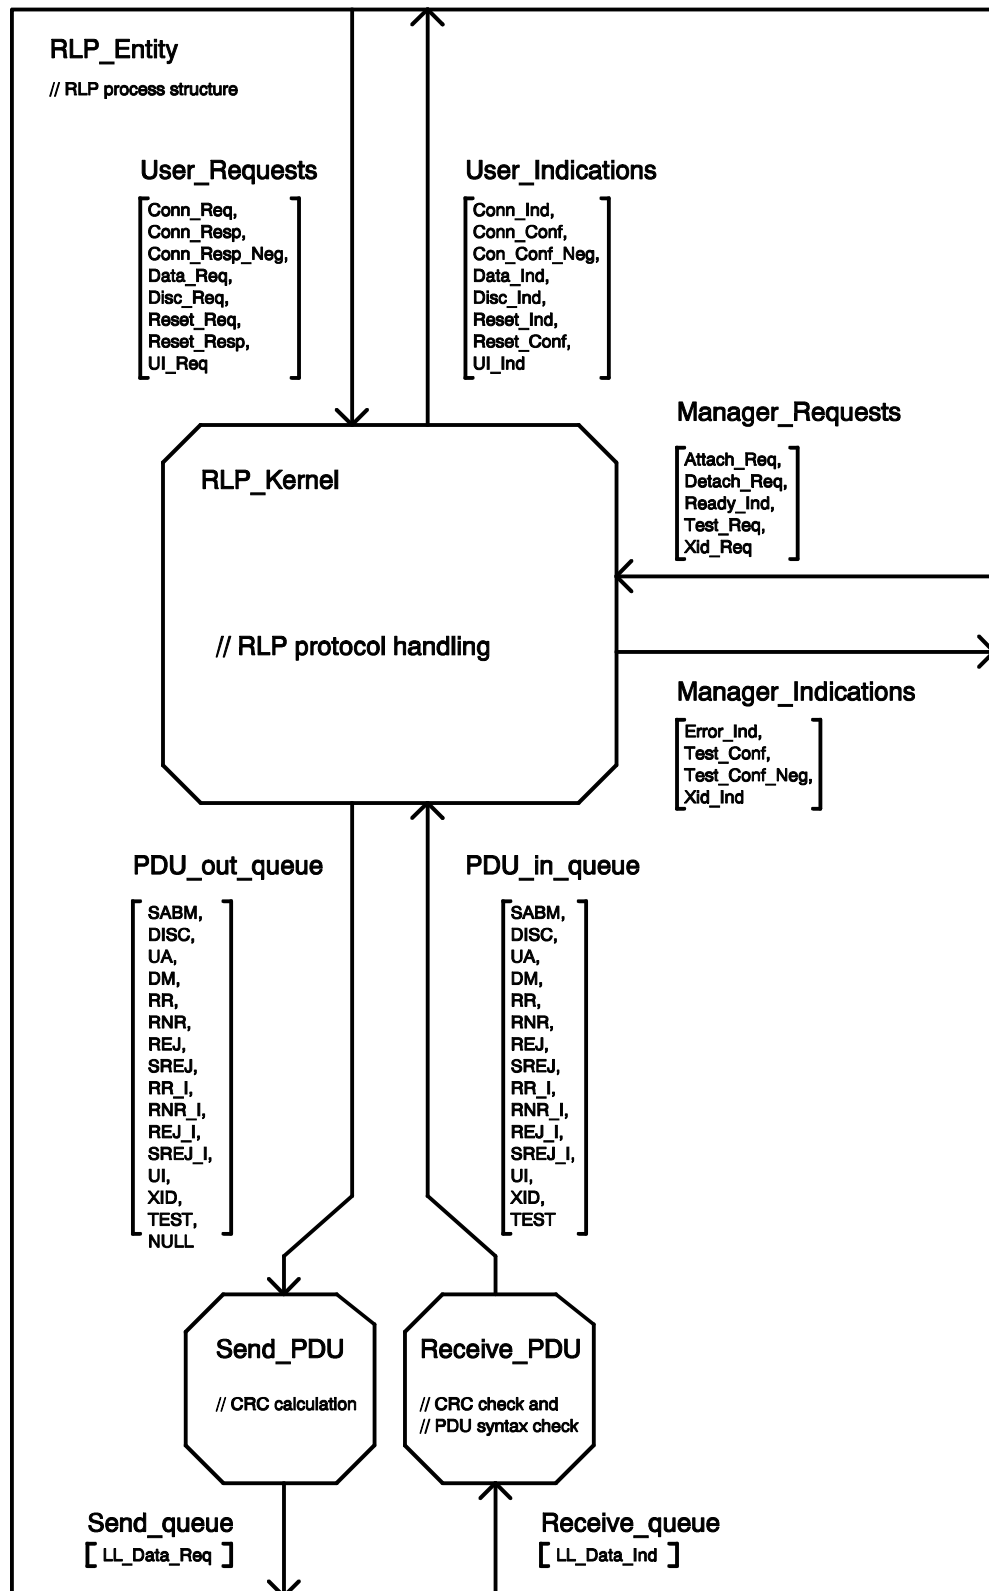 RLP_Entity
// RLP process structure
User_Requests
Conn_Req,
Conn_Resp,
Conn_Resp_Neg,
Data_Req,
Disc_Req,
Reset_Req,
Reset_Resp,
UI_Req
User_Indications
Conn_Ind,
Conn_Conf,
Con_Conf_Neg,
Data_Ind,
Disc_Ind,
Reset_Ind,
Reset_Conf,
UI_Ind
Manager_Requests
Attach_Req,
Detach_Req,
Ready_Ind,
Test_Req,
Xid_Req
RLP_Kernel
// RLP protocol handling
Manager_Indications
Error_Ind,
Test_Conf,
Test_Conf_Neg,
Xid_Ind
PDU_out_queue
SABM,
DISC,
UA,
DM,
RR,
RNR,
REJ,
SREJ,
RR_I,
RNR_I,
REJ_I,
SREJ_I,
UI,
XID,
TEST,
NULL
PDU_in_queue
SABM,
DISC,
UA,
DM,
RR,
RNR,
REJ,
SREJ,
RR_I,
RNR_I,
REJ_I,
SREJ_I,
UI,
XID,
TEST
Send_PDU
// CRC calculation
Receive_PDU
// CRC check and
// PDU syntax check
Send_queue
[ LL_Data_Req ]
Receive_queue
[ LL_Data_Ind ]